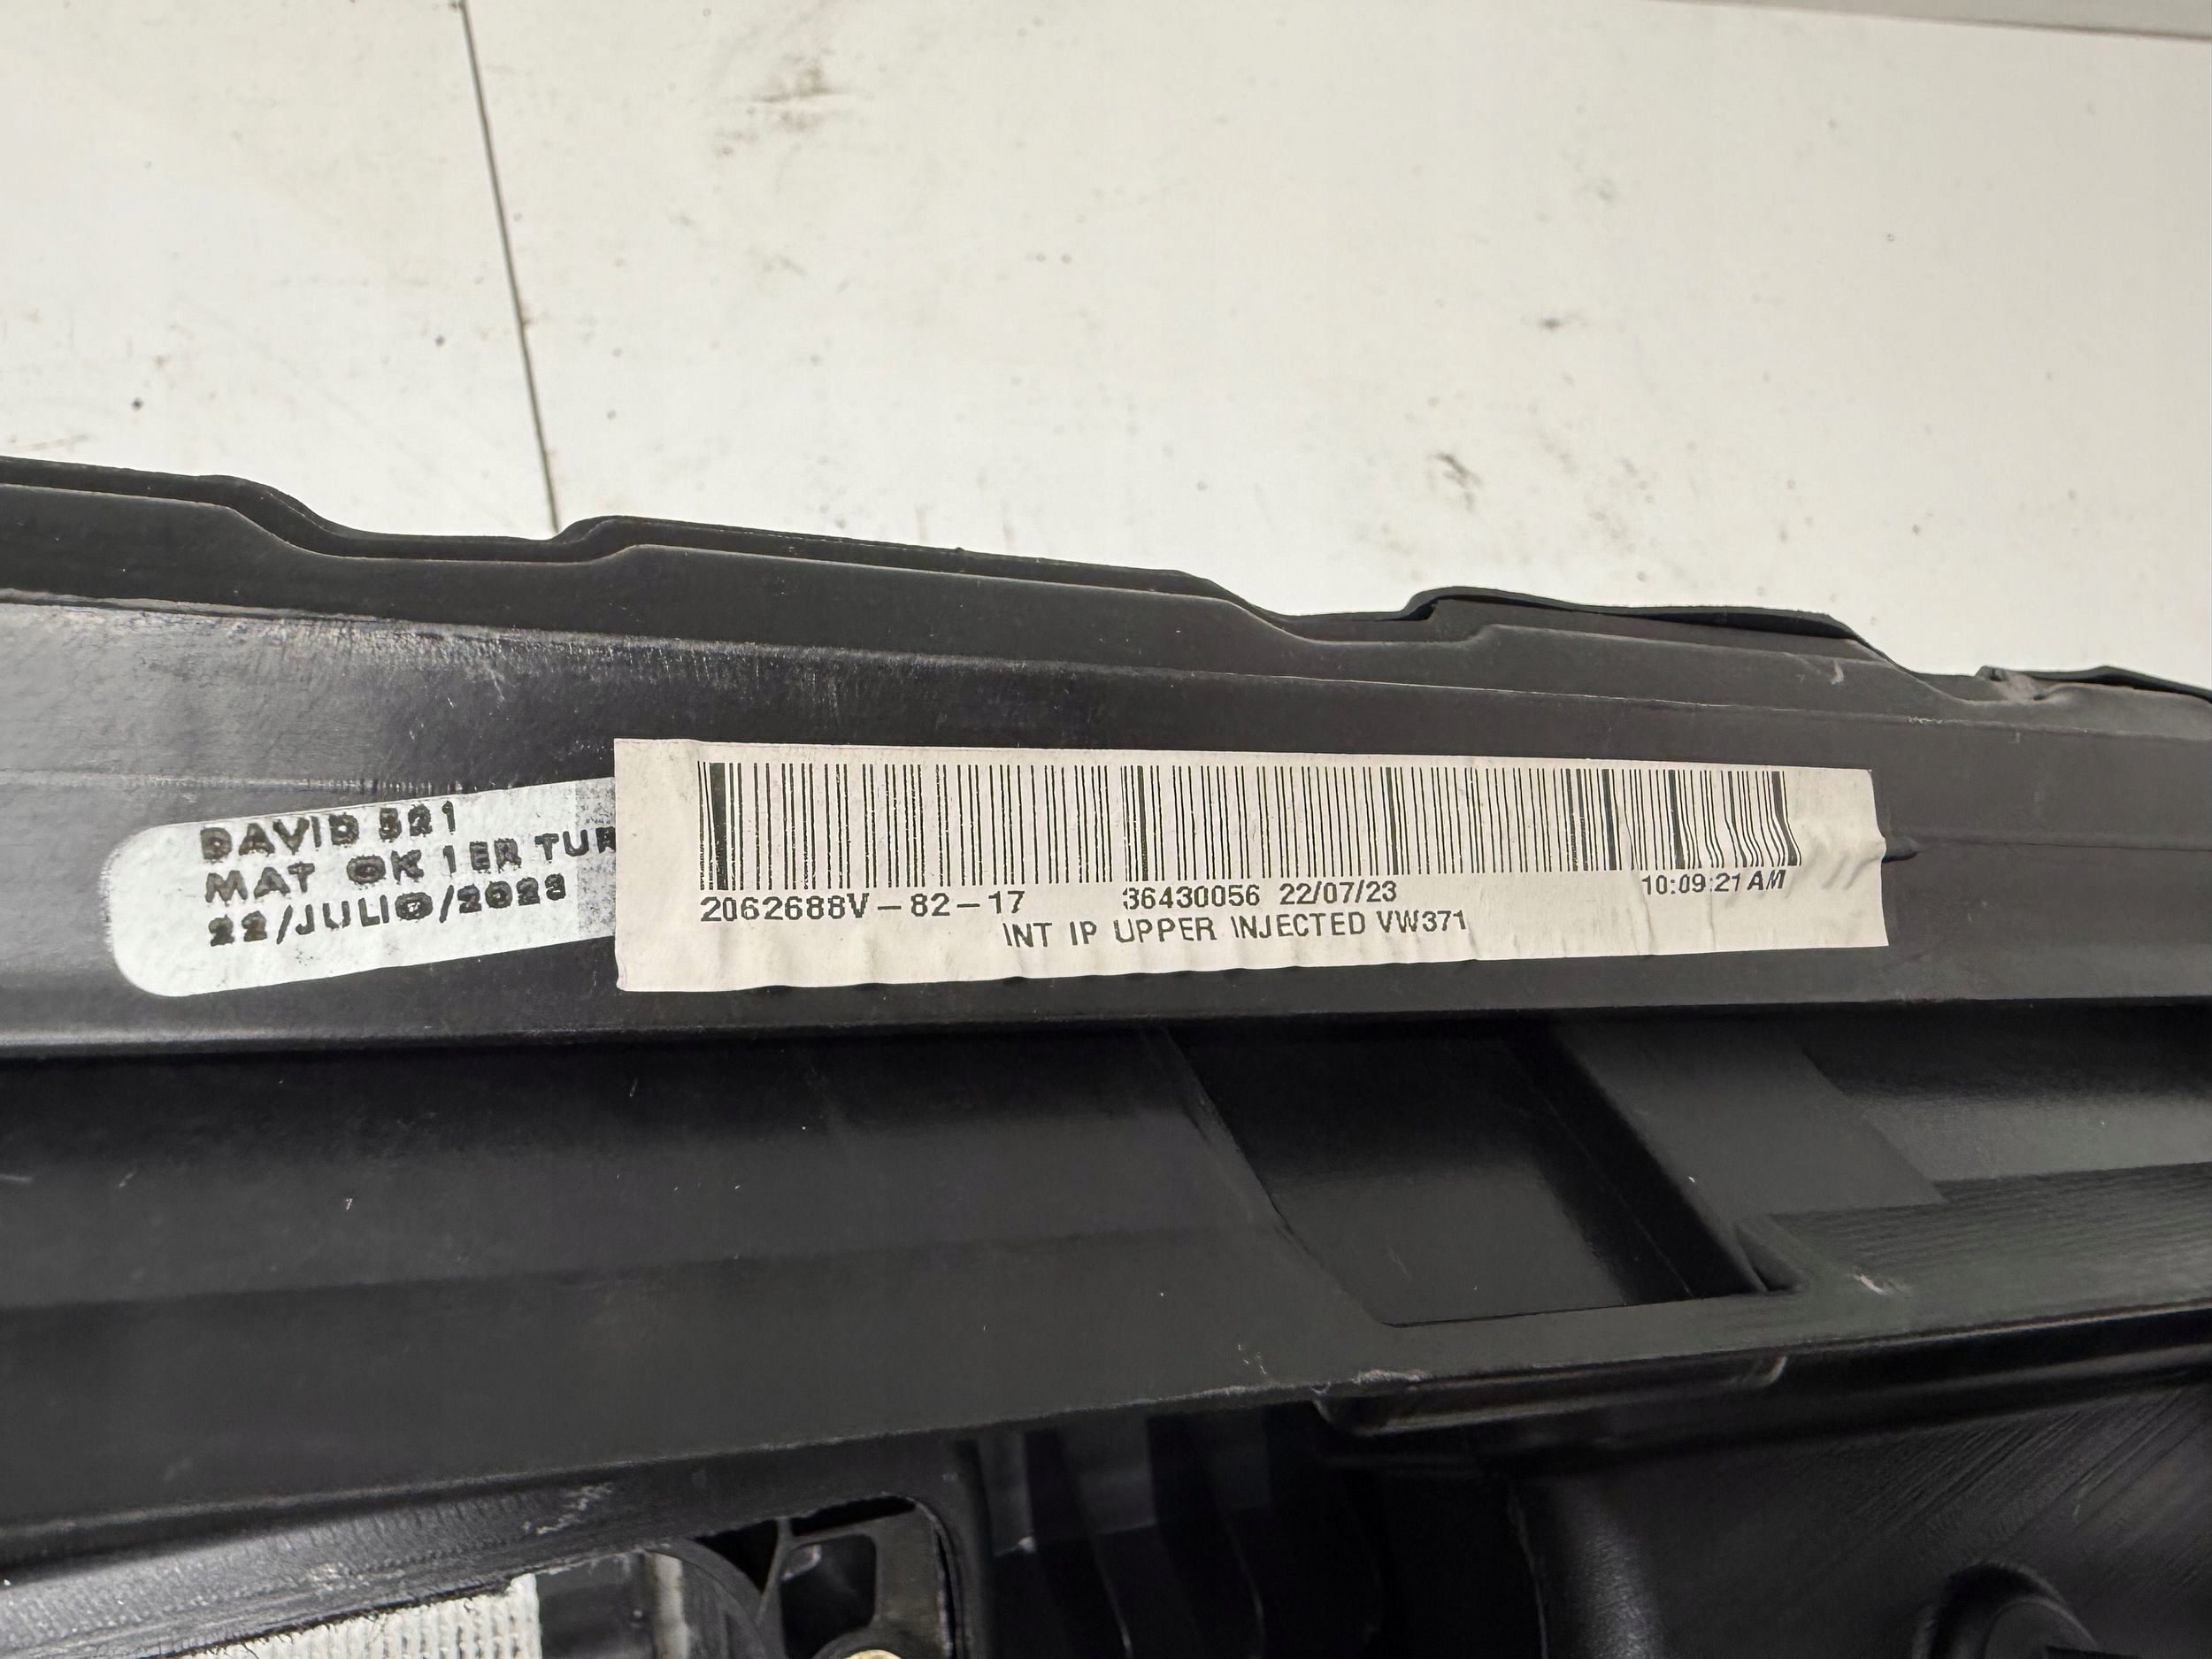 DAVID 321
MAT OK 1ER TUR
22/JULIO/2023
2062688V-82-17 36430056 22/07/23 10:09:21 AM
INT IP UPPER INJECTED VW371